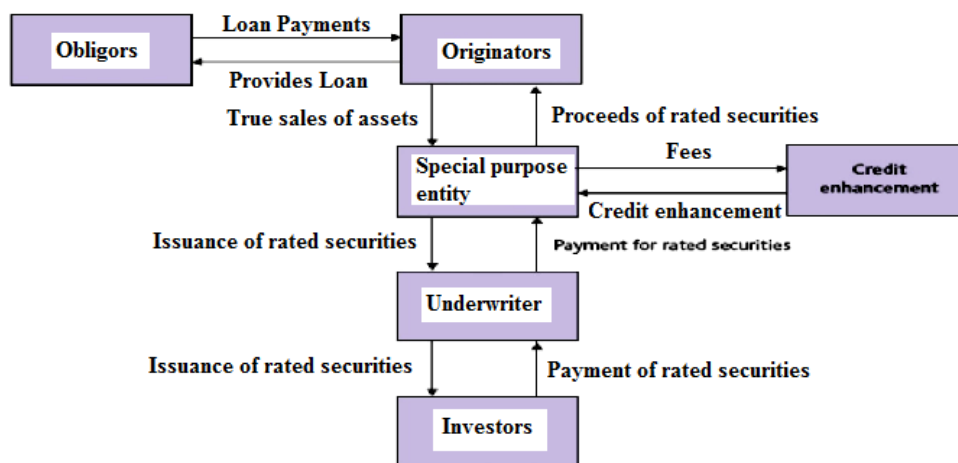 Loan Payments
Obligors
Originators
Provides Loan
True sales of assets
Proceeds of rated securities
Special purpose
entity
Fees
Credit
enhancement
Credit enhancement
Issuance of rated securities
Payment for rated securities
Underwriter
Issuance of rated securities
Payment of rated securities
Investors